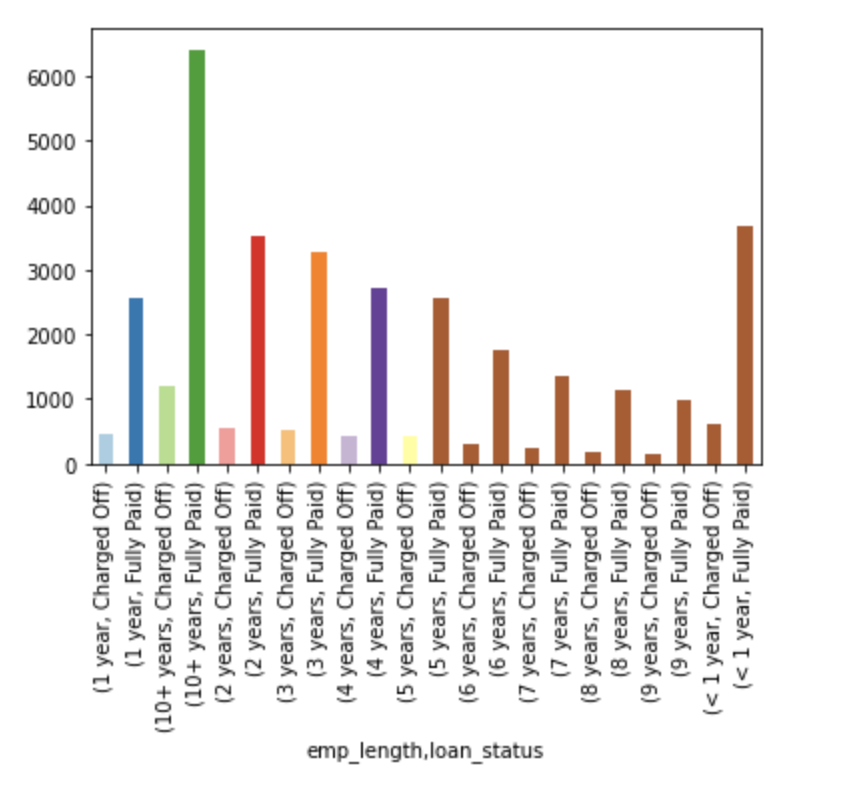 6000
5000
4000
3000
2000
1000
0
(1 year, Charged Off)
(1 year, Fully Paid)
(10+ years, Charged Off)
(10+ years, Fully Paid)
(2 years, Charged Off)
(2 years, Fully Paid)
(3 years, Charged Off)
(3 years, Fully Paid)
(4 years, Charged Off)
(4 years, Fully Paid)
(5 years, Charged Off)
(5 years, Fully Paid)
(6 years, Charged Off)
(6 years, Fully Paid)
(7 years, Charged Off)
(7 years, Fully Paid)
(8 years, Charged Off)
(8 years, Fully Paid)
(9 years, Charged Off)
(9 years, Fully Paid)
(< 1 year, Charged Off)
(< 1 year, Fully Paid)
emp_length,loan_status